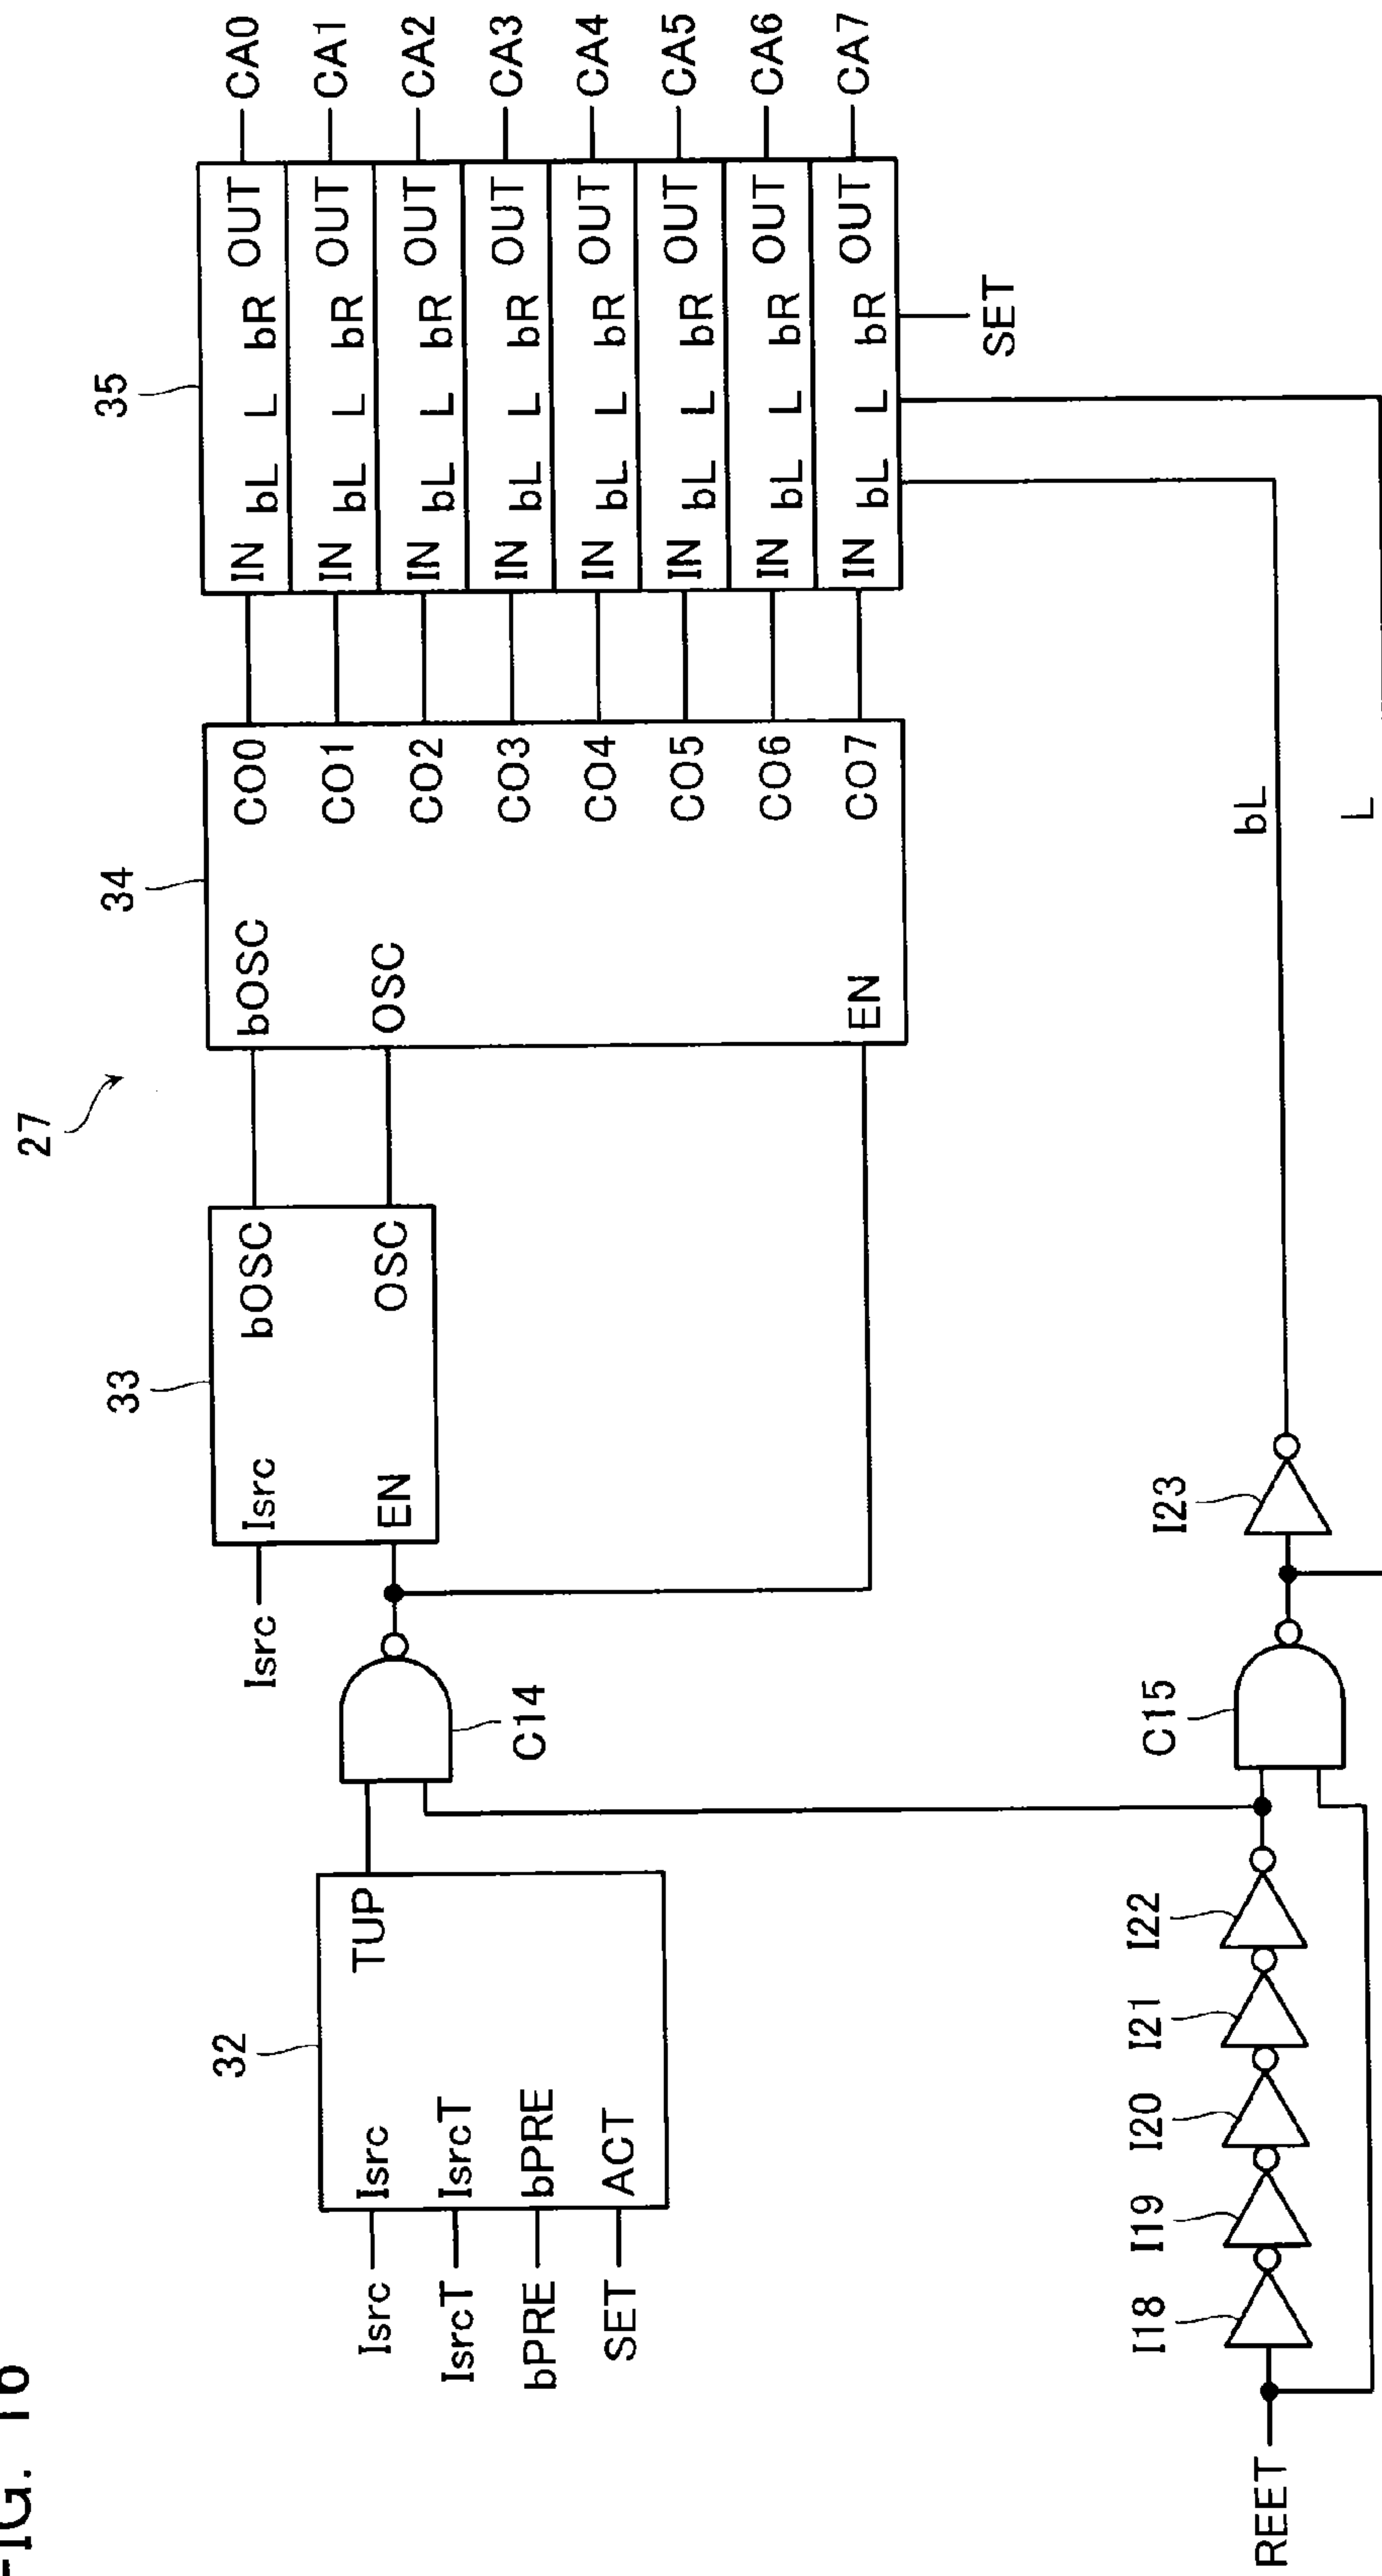 FIG. 16
27
32
Isrc
Isrc
IsrcT
IsrcT
bPRE
bPRE
SET
ACT
TUP
C14
33
Isrc
Isrc
EN
bOSC
OSC
34
bOSC
OSC
EN
CO0
CO1
CO2
CO3
CO4
CO5
CO6
CO7
35
IN bL L bR OUT
CA0
IN bL L bR OUT
CA1
IN bL L bR OUT
CA2
IN bL L bR OUT
CA3
IN bL L bR OUT
CA4
IN bL L bR OUT
CA5
IN bL L bR OUT
CA6
IN bL L bR OUT
CA7
SET
REET
I18
I19
I20
I21
I22
C15
I23
bL
L